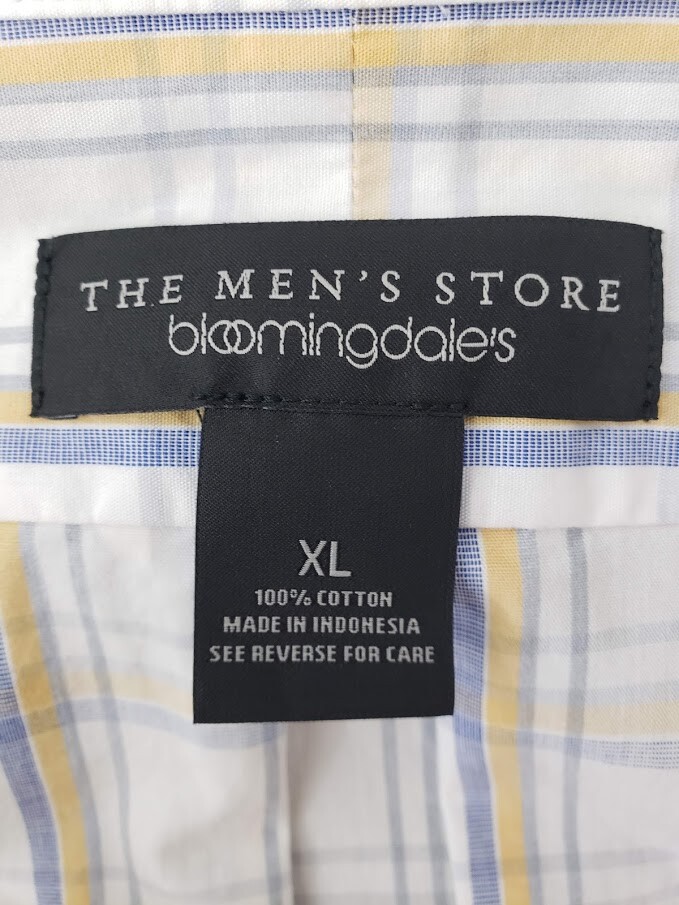 THE MEN'S STORE
bloomingdale's
XL
100% COTTON
MADE IN INDONESIA
SEE REVERSE FOR CARE